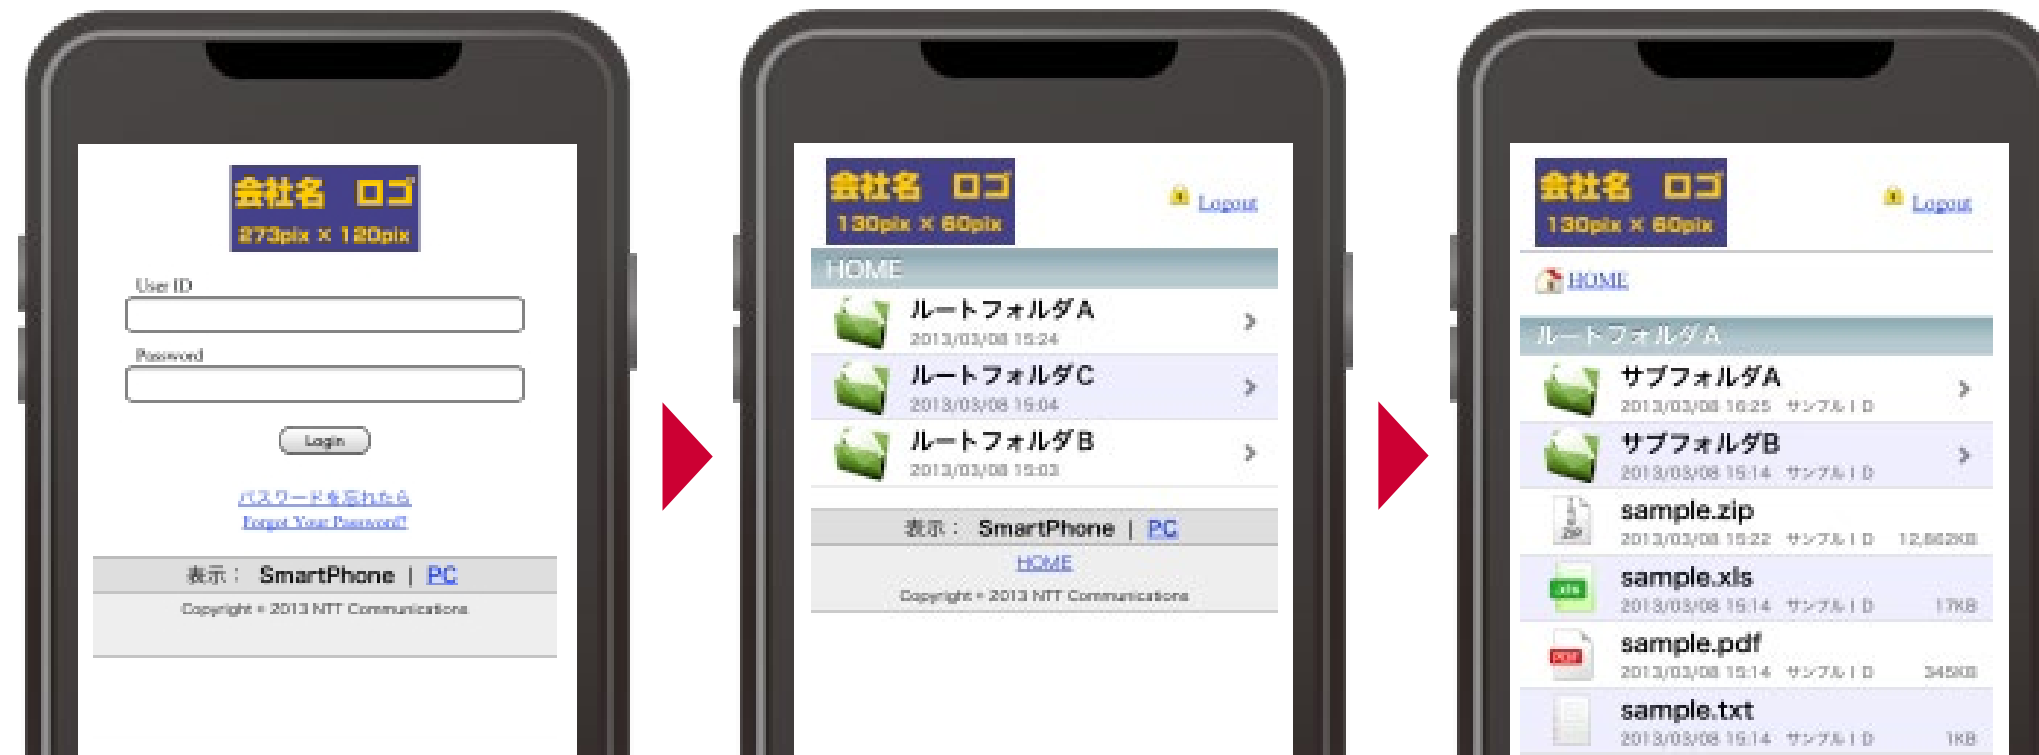 会社名 ロゴ
273pix × 120pix
User ID
Password
Login
パスワードを忘れたら
Forgot Your Password?
表示： SmartPhone | PC
Copyright © 2013 NTT Communications
会社名 ロゴ
130pix × 60pix
Logout
HOME
ルートフォルダA
2013/03/08 15:24
ルートフォルダC
2013/03/08 15:04
ルートフォルダB
2013/03/08 15:03
表示： SmartPhone | PC
HOME
Copyright © 2013 NTT Communications
会社名 ロゴ
130pix × 60pix
Logout
HOME
ルートフォルダA
サブフォルダA
2013/03/08 16:25 サンプルID
サブフォルダB
2013/03/08 15:14 サンプルID
ZIP
sample.zip
2013/03/08 15:22 サンプルID
.xls
sample.xls
2013/03/08 15:14 サンプルID 17KB
PDF
sample.pdf
2013/03/08 15:14 サンプルID 345KB
sample.txt
2013/03/08 15:14 サンプルID 1KB